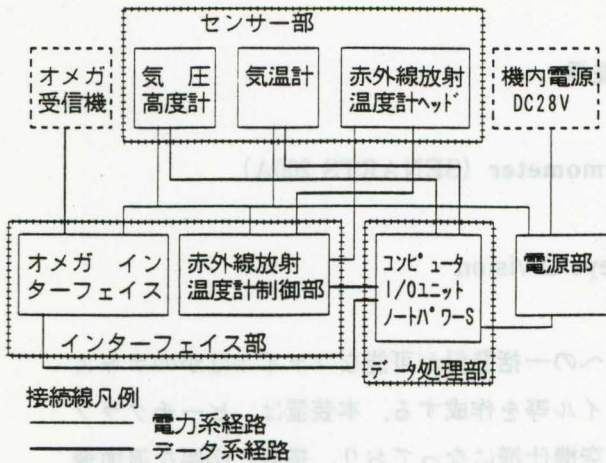 センサー部
オメガ
受信機
気　圧
高度計
気温計
赤外線放射
温度計ヘッド
機内電源
DC28V
オメガ　イン
ターフェイス
赤外線放射
温度計制御部
コンピュータ
I/Oユニット
ノートパワーS
電源部
インターフェイス部
データ処理部
接続線凡例
電力系経路
データ系経路